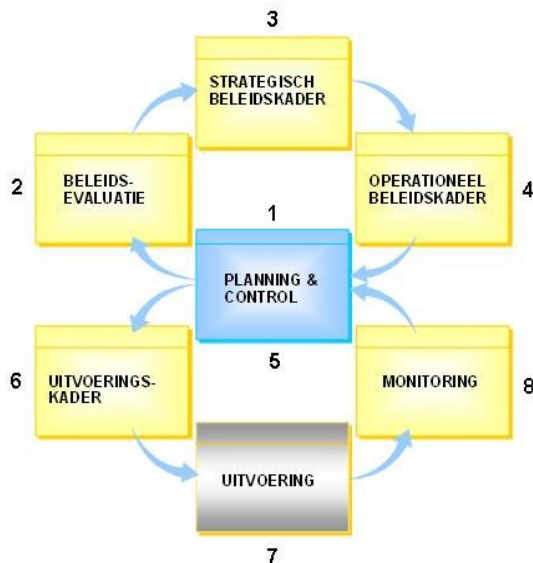 3
STRATEGISCH
BELEIDSKADER
2
BELEIDS-
EVALUATIE
OPERATIONEEL
BELEIDSKADER
4
1
PLANNING &
CONTROL
5
6
UITVOERINGS-
KADER
MONITORING
8
UITVOERING
7